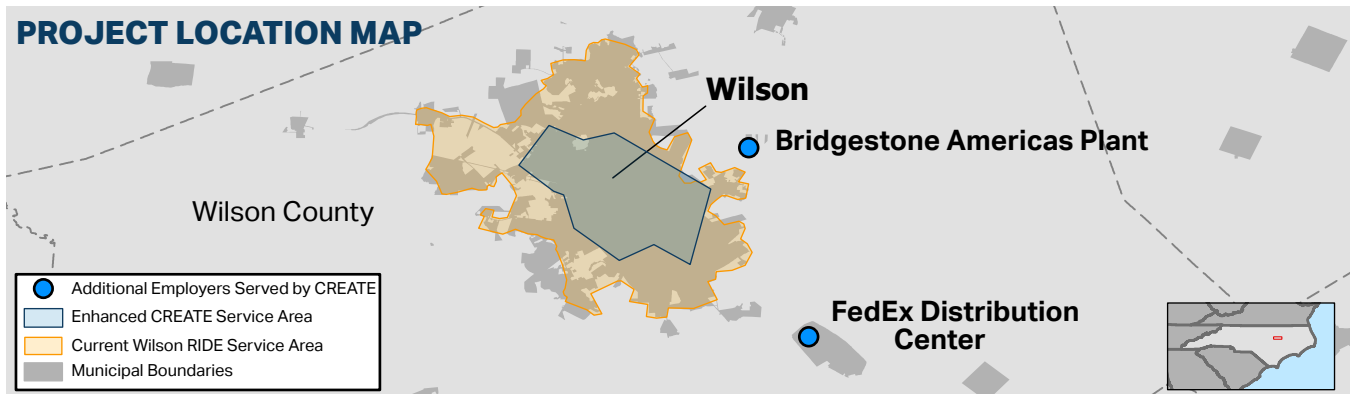 PROJECT LOCATION MAP
Wilson
Bridgestone Americas Plant
Wilson County
FedEx Distribution
Center
Additional Employers Served by CREATE
Enhanced CREATE Service Area
Current Wilson RIDE Service Area
Municipal Boundaries